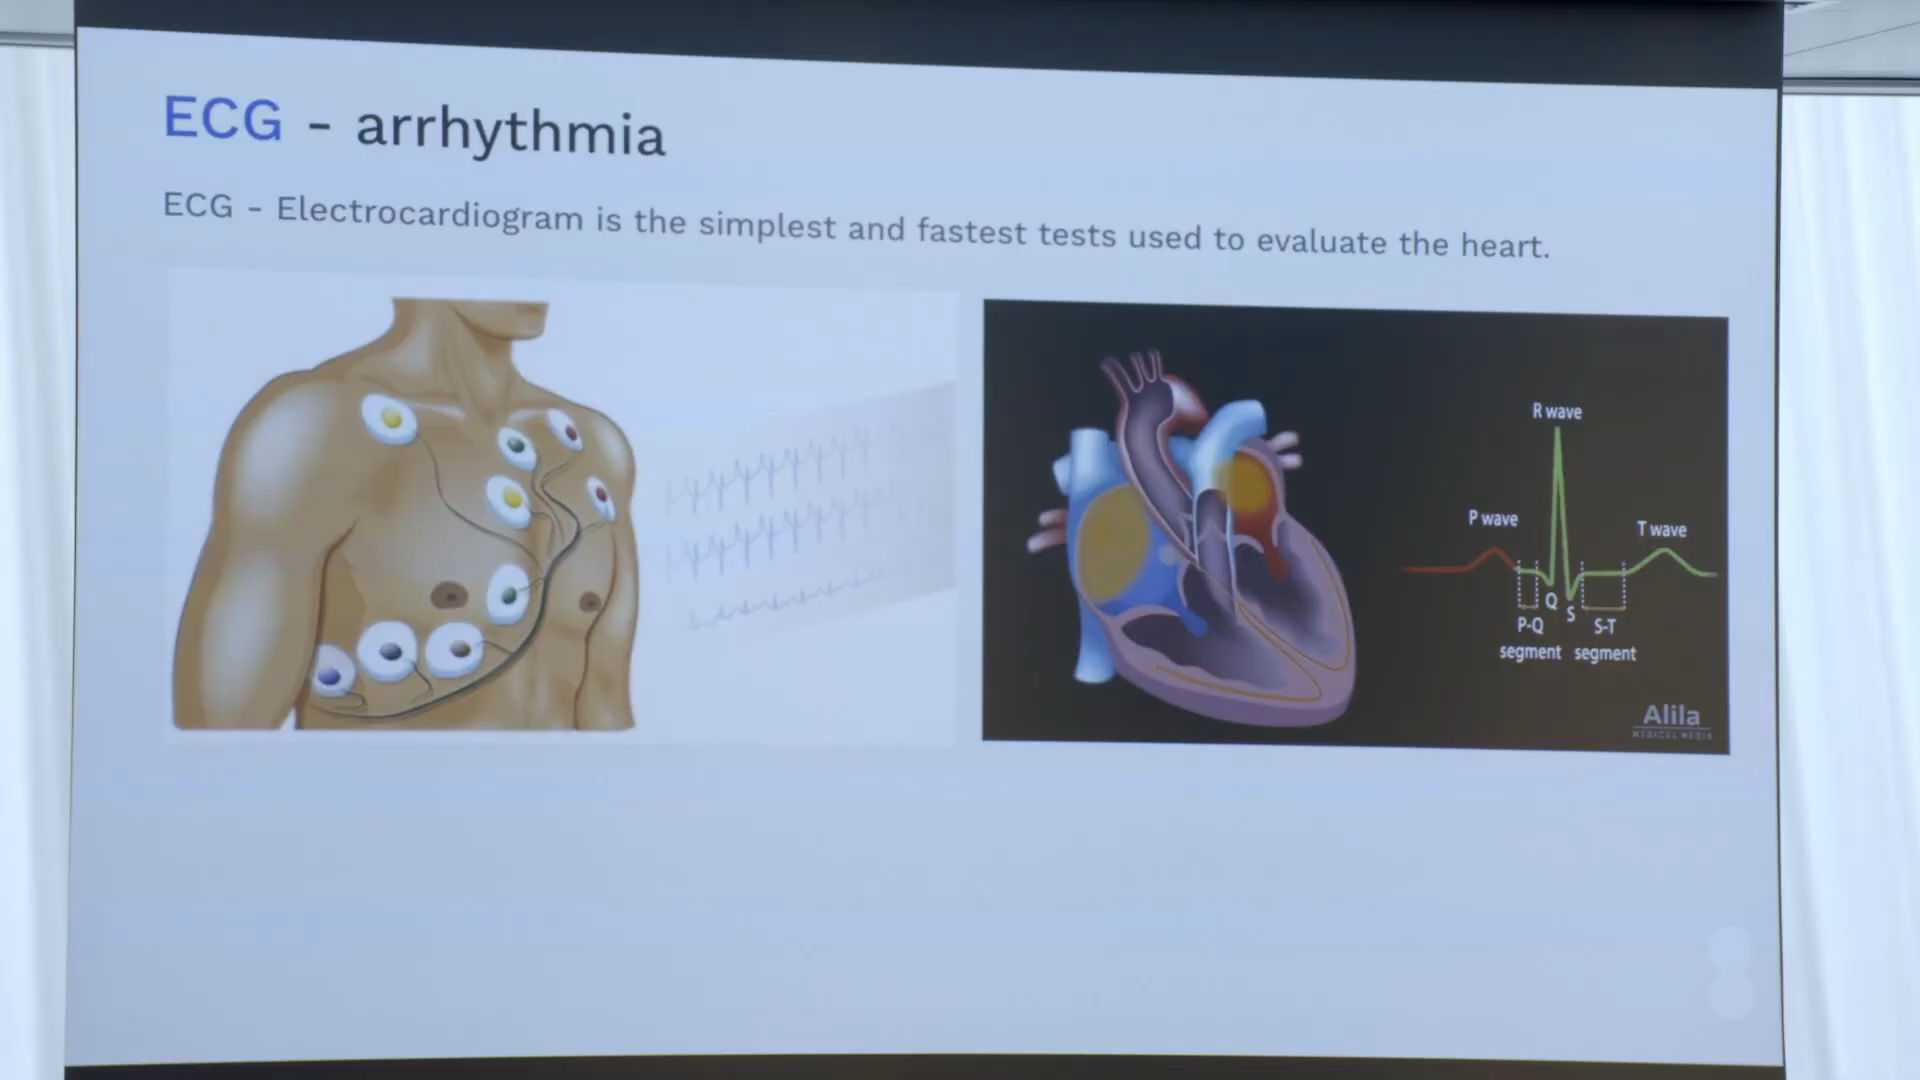 ECG - arrhythmia
ECG - Electrocardiogram is the simplest and fastest tests used to evaluate the heart.
R wave
P wave
T wave
Q
S
P-Q
segment
S-T
segment
Alila
MEDICAL MEDIA